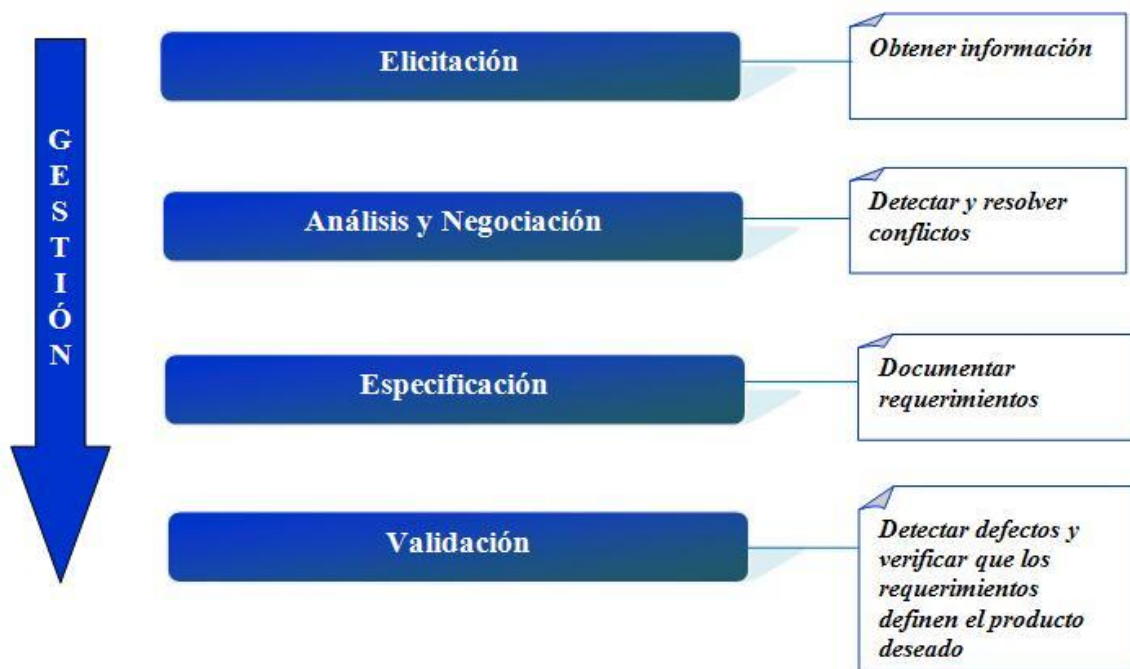 GESTIÓN
Elicitación
Obtener información
Análisis y Negociación
Detectar y resolver
conflictos
Especificación
Documentar
requerimientos
Validación
Detectar defectos y
verificar que los
requerimientos
definen el producto
deseado